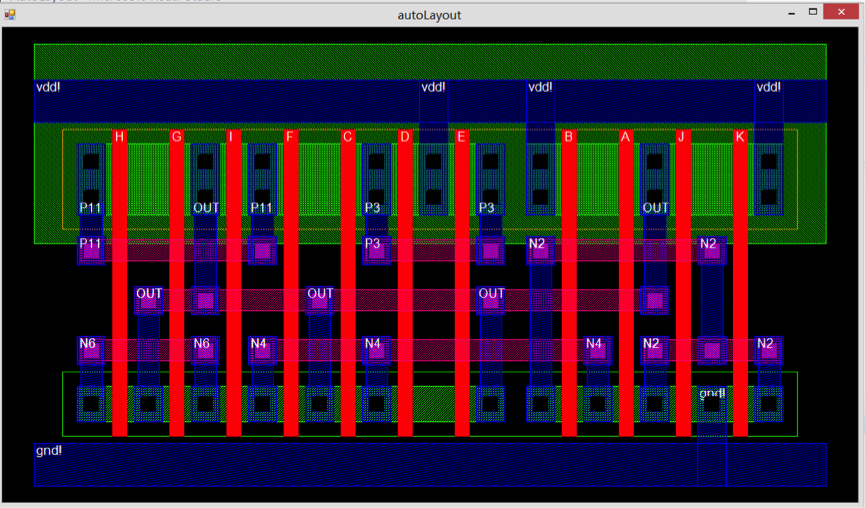 autoLayout
vdd! vdd! vdd! vdd!
H G I F C D E B A J K
P11 OUT P11 P3 P3 OUT
P11 P3 N2 N2
OUT OUT OUT
N6 N6 N4 N4 N4 N2 N2
gnd!
gnd!